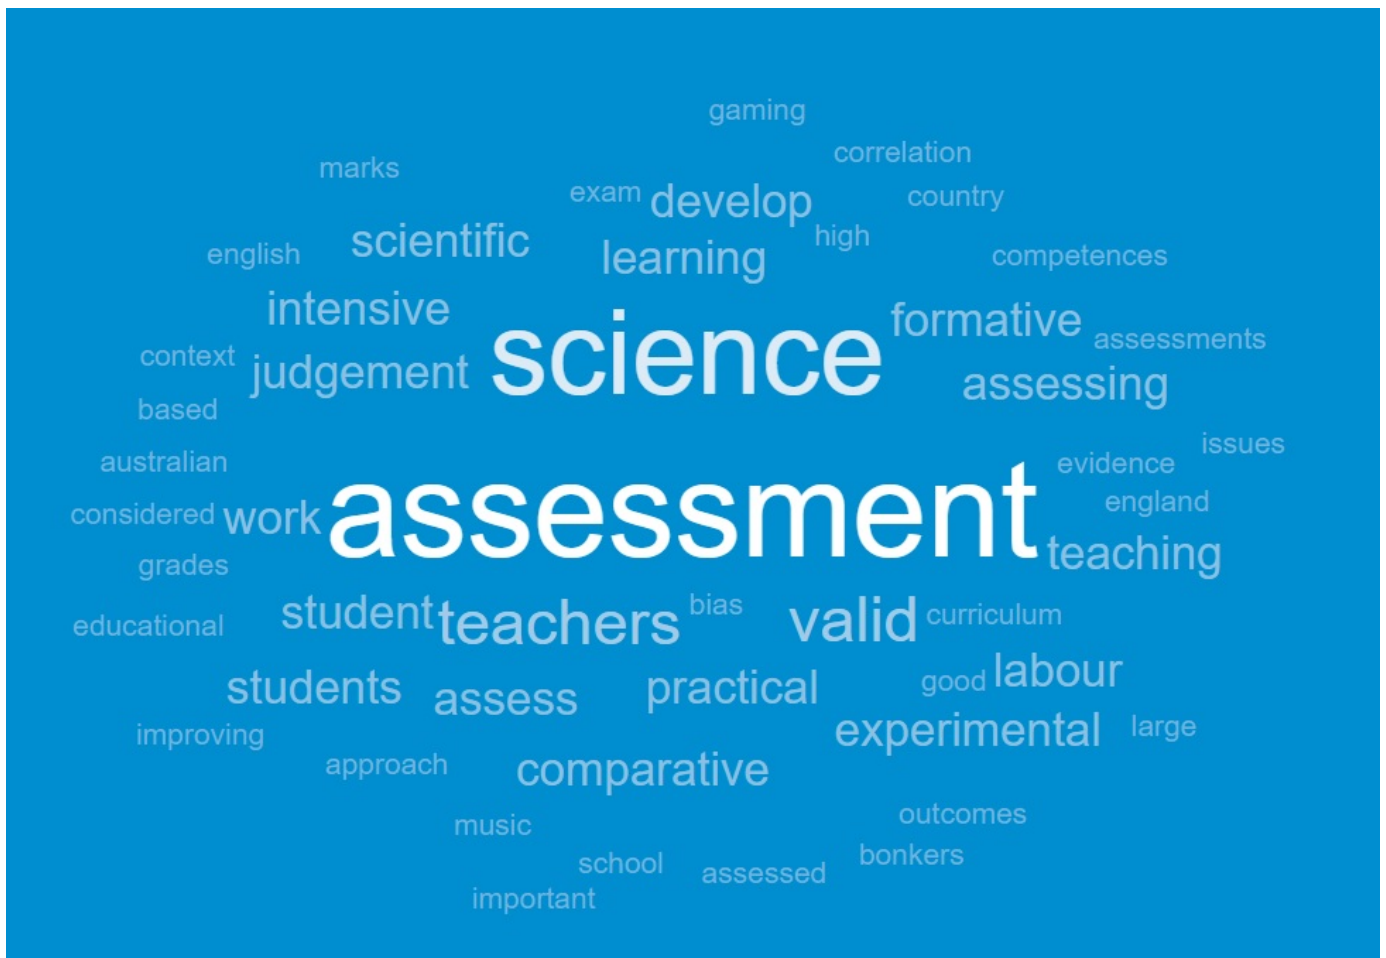 gaming
correlation
marks
exam develop country
scientific high
english learning competences
intensive science formative assessments
context judgement assessing
based
issues
australian evidence
considered work assessment england
teaching
grades
student teachers bias valid curriculum
educational
students assess practical good labour
improving experimental large
approach comparative
music outcomes
school assessed bonkers
important